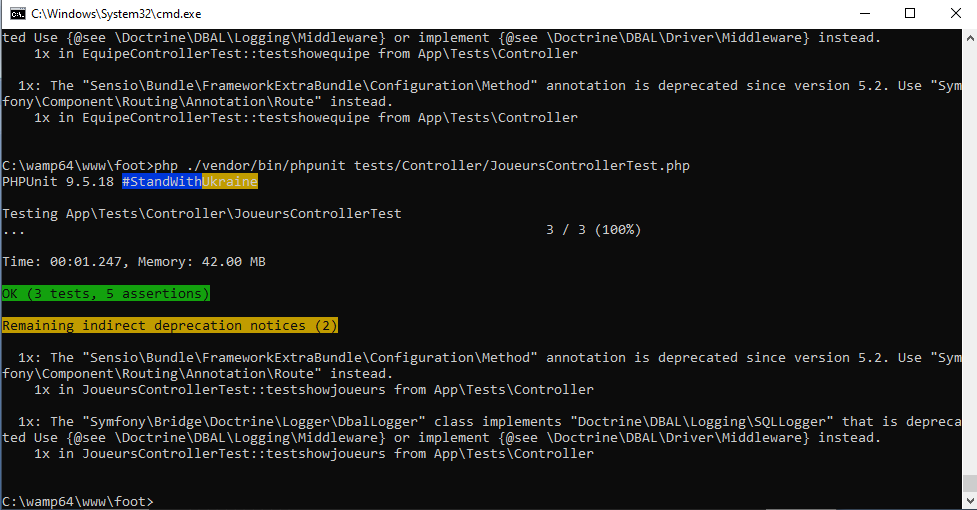 C:\Windows\System32\cmd.exe
ted Use {@see \Doctrine\DBAL\Logging\Middleware} or implement {@see \Doctrine\DBAL\Driver\Middleware} instead.
    1x in EquipeControllerTest::testshowequipe from App\Tests\Controller
  1x: The "Sensio\Bundle\FrameworkExtraBundle\Configuration\Method" annotation is deprecated since version 5.2. Use "Sym
fony\Component\Routing\Annotation\Route" instead.
    1x in EquipeControllerTest::testshowequipe from App\Tests\Controller
C:\wamp64\www\foot>php ./vendor/bin/phpunit tests/Controller/JoueursControllerTest.php
PHPUnit 9.5.18 #StandWithUkraine
Testing App\Tests\Controller\JoueursControllerTest
...                                                                 3 / 3 (100%)
Time: 00:01.247, Memory: 42.00 MB
OK (3 tests, 5 assertions)
Remaining indirect deprecation notices (2)
  1x: The "Sensio\Bundle\FrameworkExtraBundle\Configuration\Method" annotation is deprecated since version 5.2. Use "Sym
fony\Component\Routing\Annotation\Route" instead.
    1x in JoueursControllerTest::testshowjoueurs from App\Tests\Controller
  1x: The "Symfony\Bridge\Doctrine\Logger\DbalLogger" class implements "Doctrine\DBAL\Logging\SQLLogger" that is depreca
ted Use {@see \Doctrine\DBAL\Logging\Middleware} or implement {@see \Doctrine\DBAL\Driver\Middleware} instead.
    1x in JoueursControllerTest::testshowjoueurs from App\Tests\Controller
C:\wamp64\www\foot>